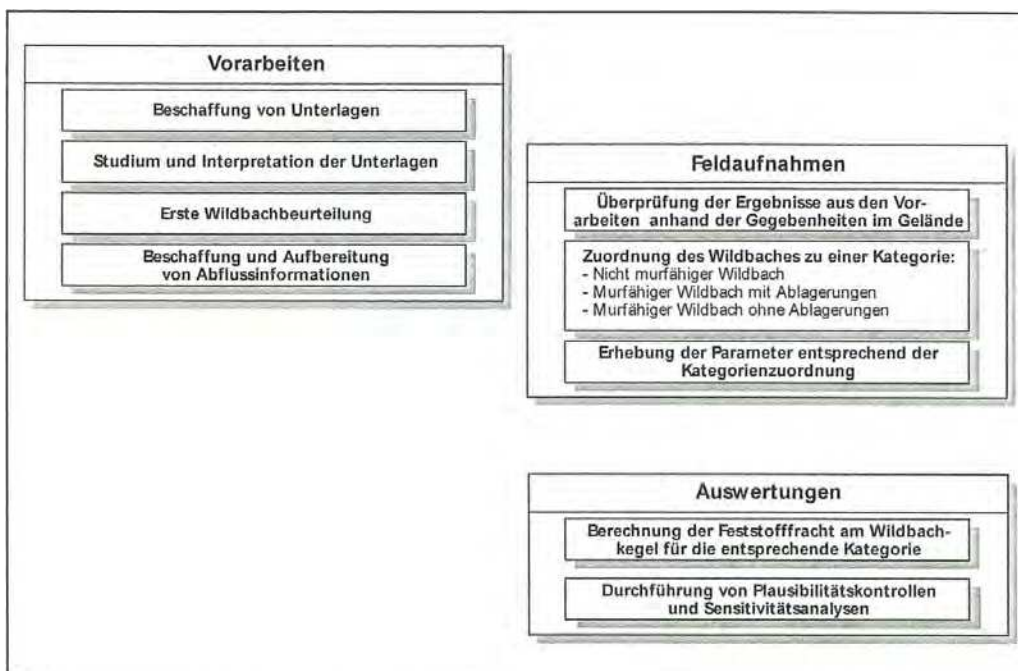 Vorarbeiten
Beschaffung von Unterlagen
Studium und Interpretation der Unterlagen
Erste Wildbachbeurteilung
Beschaffung und Aufbereitung
von Abflussinformationen
Feldaufnahmen
Überprüfung der Ergebnisse aus den Vor-
arbeiten anhand der Gegebenheiten im Gelände
Zuordnung des Wildbaches zu einer Kategorie:
- Nicht murfähiger Wildbach
- Murfähiger Wildbach mit Ablagerungen
- Murfähiger Wildbach ohne Ablagerungen
Erhebung der Parameter entsprechend der
Kategorienzuordnung
Auswertungen
Berechnung der Feststofffracht am Wildbach-
kegel für die entsprechende Kategorie
Durchführung von Plausibilitätskontrollen
und Sensitivitätsanalysen